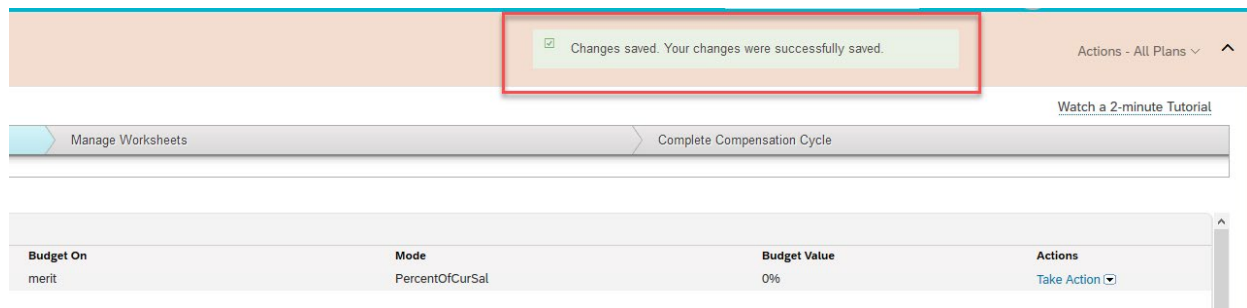 Changes saved. Your changes were successfully saved.
Actions - All Plans
Watch a 2-minute Tutorial
Manage Worksheets
Complete Compensation Cycle
Budget On Mode Budget Value Actions
merit PercentOfCurSal 0% Take Action